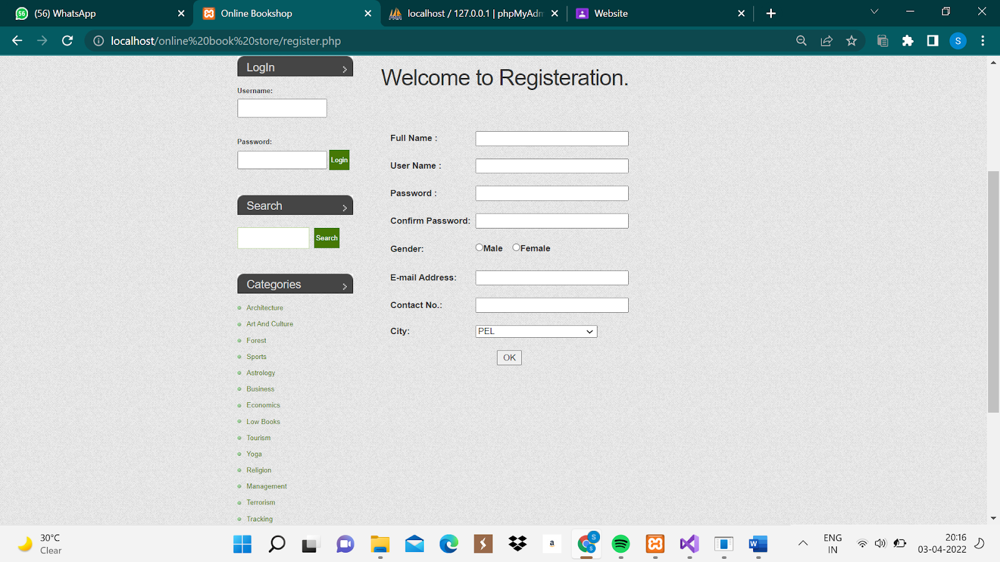 56
(56) WhatsApp
Online Bookshop
localhost / 127.0.0.1 | phpMyAdm
Website
localhost/online%20book%20store/register.php
S
LogIn
Username:
Password:
Login
Search
Search
Categories
Architecture
Art And Culture
Forest
Sports
Astrology
Business
Economics
Low Books
Tourism
Yoga
Religion
Management
Terrorism
Tracking
Welcome to Registeration.
Full Name :
User Name :
Password :
Confirm Password:
Gender:
Male Female
E-mail Address:
Contact No.:
City:
PEL
OK
30°C
Clear
a
S
S
W
ENG
IN
20:16
03-04-2022